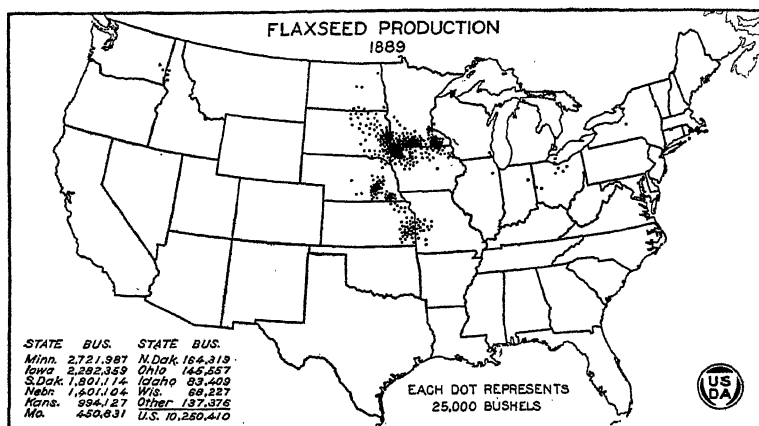 FLAXSEED PRODUCTION
1889
STATE BUS. STATE BUS.
Minn. 2,721,987 N.Dak. 164,319
Iowa 2,282,359 Ohio 145,557
S.Dak. 1,801,114 Idaho 83,409
Nebr. 1,401,104 Wis. 68,227
Kans. 994,127 Other 137,376
Mo. 450,831 U.S. 10,250,410
EACH DOT REPRESENTS
25,000 BUSHELS
US
DA